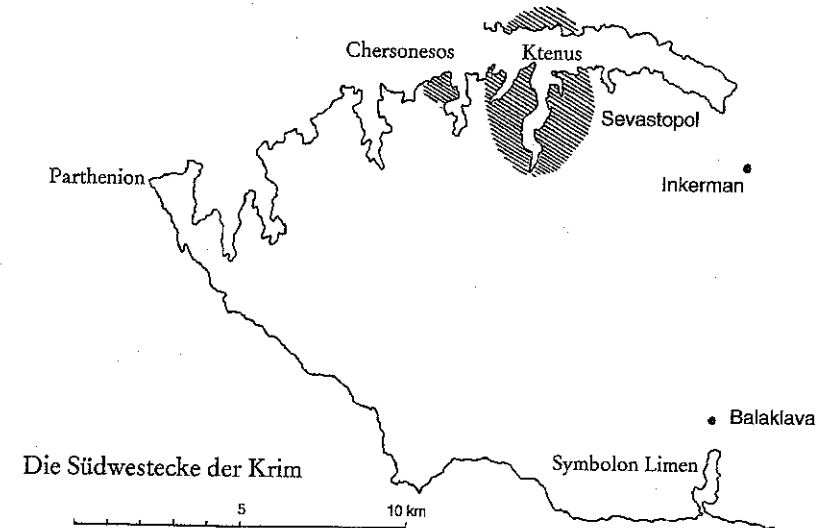 Chersonesos
Ktenus
Sevastopol
Parthenion
Inkerman
Balaklava
Symbolon Limen
Die Südwestecke der Krim
5
10 km